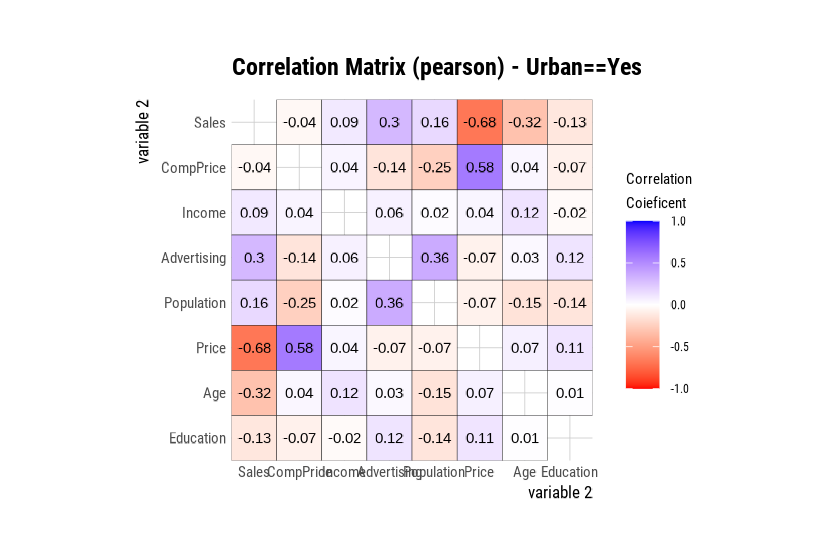 Correlation Matrix (pearson) - Urban==Yes
variable 2
Sales -0.04 0.09 0.3 0.16 -0.68 -0.32 -0.13
CompPrice -0.04 0.04 -0.14 -0.25 0.58 0.04 -0.07
Income 0.09 0.04 0.06 0.02 0.04 0.12 -0.02
Advertising 0.3 -0.14 0.06 0.36 -0.07 0.03 0.12
Population 0.16 -0.25 0.02 0.36 -0.07 -0.15 -0.14
Price -0.68 0.58 0.04 -0.07 -0.07 0.07 0.11
Age -0.32 0.04 0.12 0.03 -0.15 0.07 0.01
Education -0.13 -0.07 -0.02 0.12 -0.14 0.11 0.01
Sales CompPrice Income Advertising Population Price Age Education
variable 2
Correlation
Coieficent
1.0
0.5
0.0
-0.5
-1.0